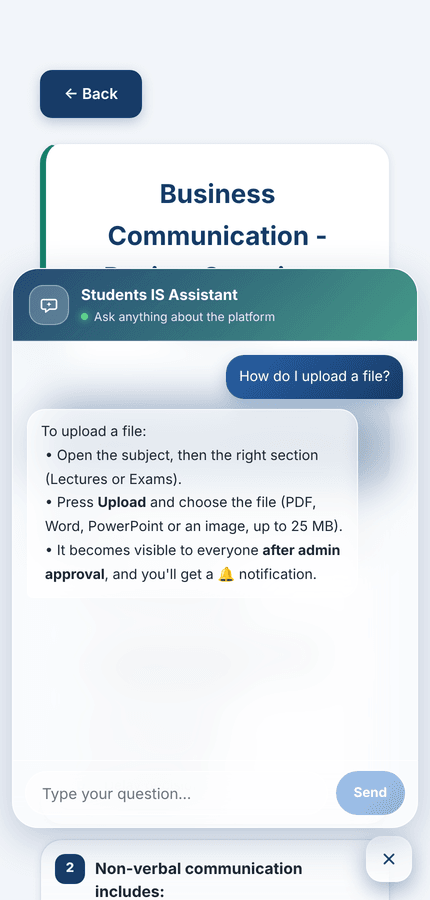 ← Back
Business
Communication -
Students IS Assistant
Ask anything about the platform
How do I upload a file?
To upload a file:
• Open the subject, then the right section
(Lectures or Exams).
• Press Upload and choose the file (PDF,
Word, PowerPoint or an image, up to 25 MB).
• It becomes visible to everyone after admin
approval, and you'll get a 🔔 notification.
Type your question...
Send
2
Non-verbal communication
includes:
✕